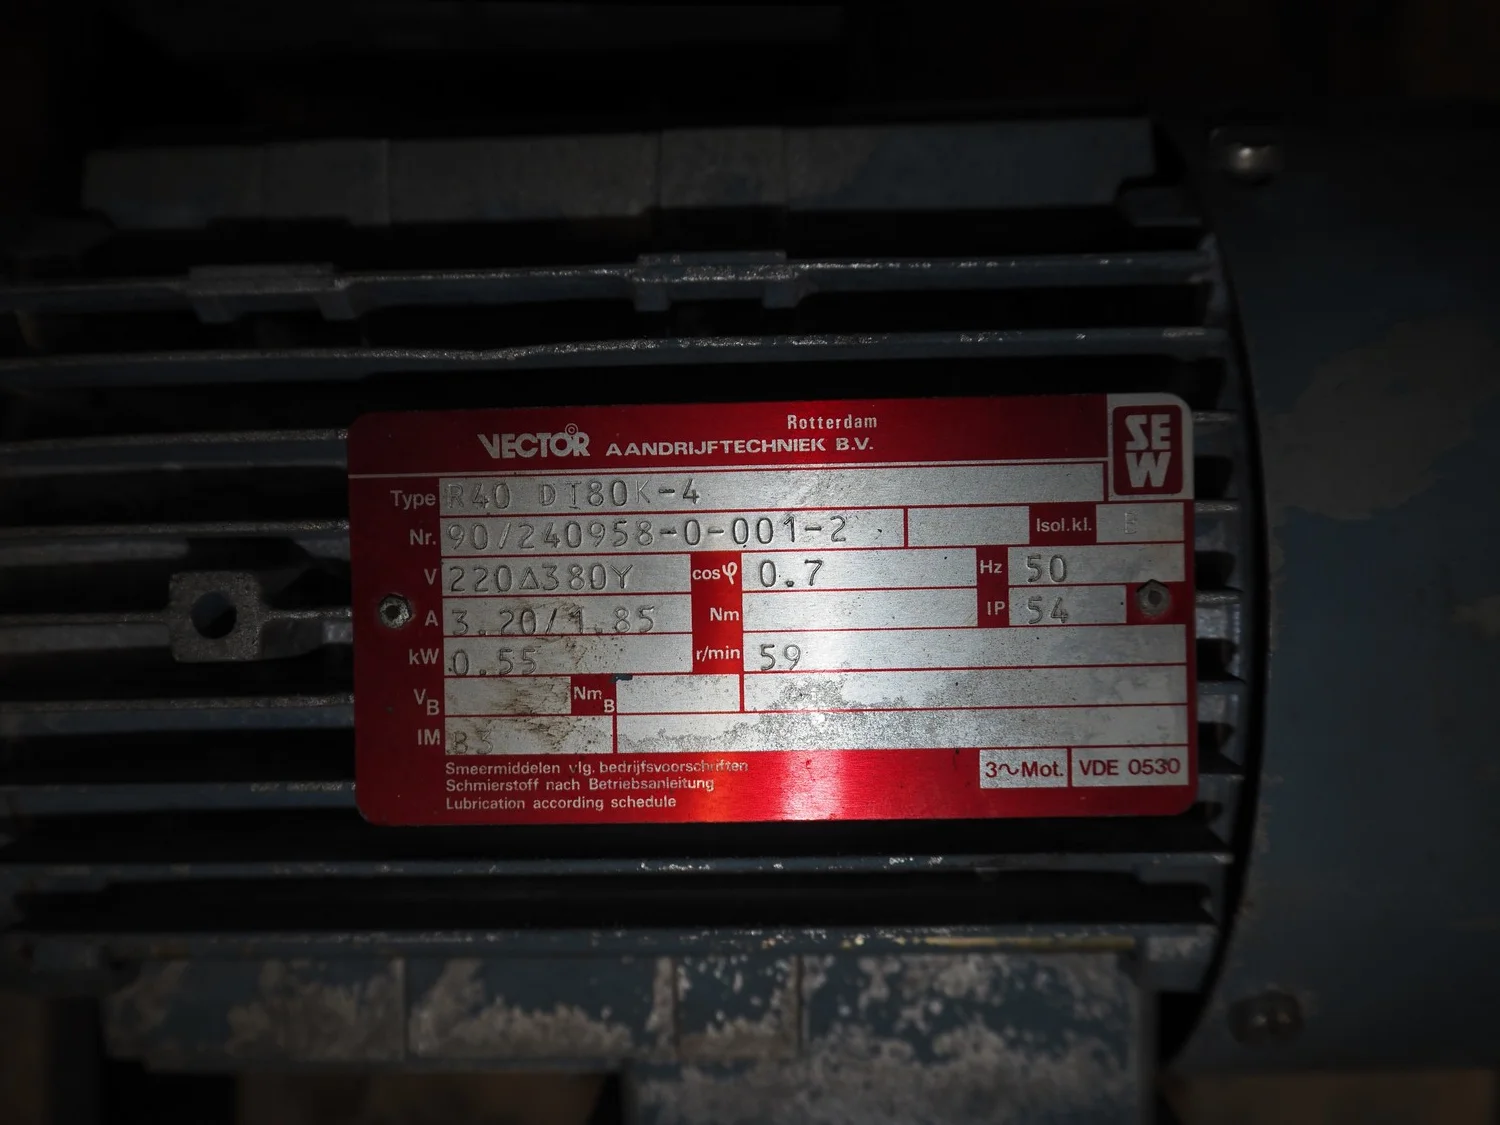 Rotterdam
VECTOR © AANDRIJFTECHNIEK B.V.
SEW
Type R40 DT80K-4
Nr. 90/240958-0-001-2 Isol.kl.
V 220Δ380Y cosφ 0.7 Hz 50
A 3.20/1.85 Nm IP 54
kW 0.55 r/min 59
VB NmB
IM B3
Smeermiddelen vlg. bedrijfsvoorschriften
Schmierstoff nach Betriebsanleitung
Lubrication according schedule
3~Mot. VDE 0530